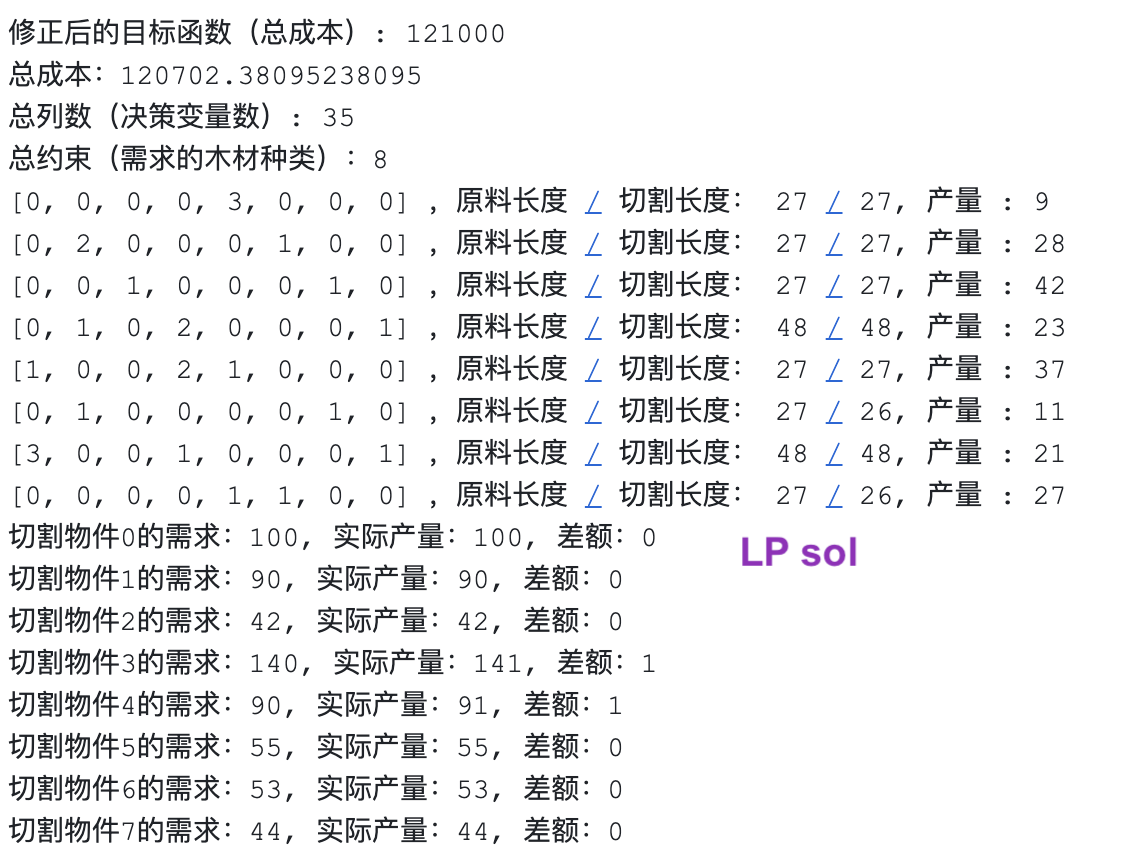 修正后的目标函数（总成本）: 121000
总成本：120702.38095238095
总列数（决策变量数）: 35
总约束（需求的木材种类）：8
[0, 0, 0, 0, 3, 0, 0, 0] , 原料长度 / 切割长度： 27 / 27, 产量 : 9
[0, 2, 0, 0, 0, 1, 0, 0] , 原料长度 / 切割长度： 27 / 27, 产量 : 28
[0, 0, 1, 0, 0, 0, 1, 0] , 原料长度 / 切割长度： 27 / 27, 产量 : 42
[0, 1, 0, 2, 0, 0, 0, 1] , 原料长度 / 切割长度： 48 / 48, 产量 : 23
[1, 0, 0, 2, 1, 0, 0, 0] , 原料长度 / 切割长度： 27 / 27, 产量 : 37
[0, 1, 0, 0, 0, 0, 1, 0] , 原料长度 / 切割长度： 27 / 26, 产量 : 11
[3, 0, 0, 1, 0, 0, 0, 1] , 原料长度 / 切割长度： 48 / 48, 产量 : 21
[0, 0, 0, 0, 1, 1, 0, 0] , 原料长度 / 切割长度： 27 / 26, 产量 : 27
切割物件0的需求：100, 实际产量：100, 差额：0
LP sol
切割物件1的需求：90, 实际产量：90, 差额：0
切割物件2的需求：42, 实际产量：42, 差额：0
切割物件3的需求：140, 实际产量：141, 差额：1
切割物件4的需求：90, 实际产量：91, 差额：1
切割物件5的需求：55, 实际产量：55, 差额：0
切割物件6的需求：53, 实际产量：53, 差额：0
切割物件7的需求：44, 实际产量：44, 差额：0